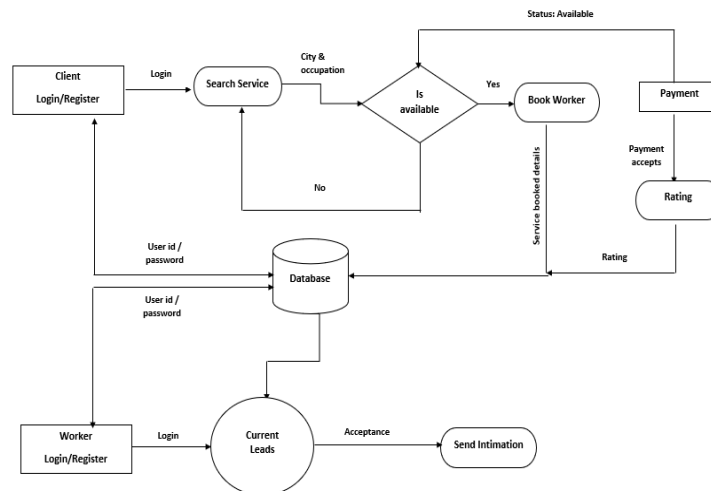 Status: Available
Client
Login/Register
Login
Search Service
City &
occupation
Is
available
Yes
Book Worker
Payment
Payment
accepts
Rating
No
Service booked details
Rating
User id /
password
Database
User id /
password
Worker
Login/Register
Login
Current
Leads
Acceptance
Send Intimation